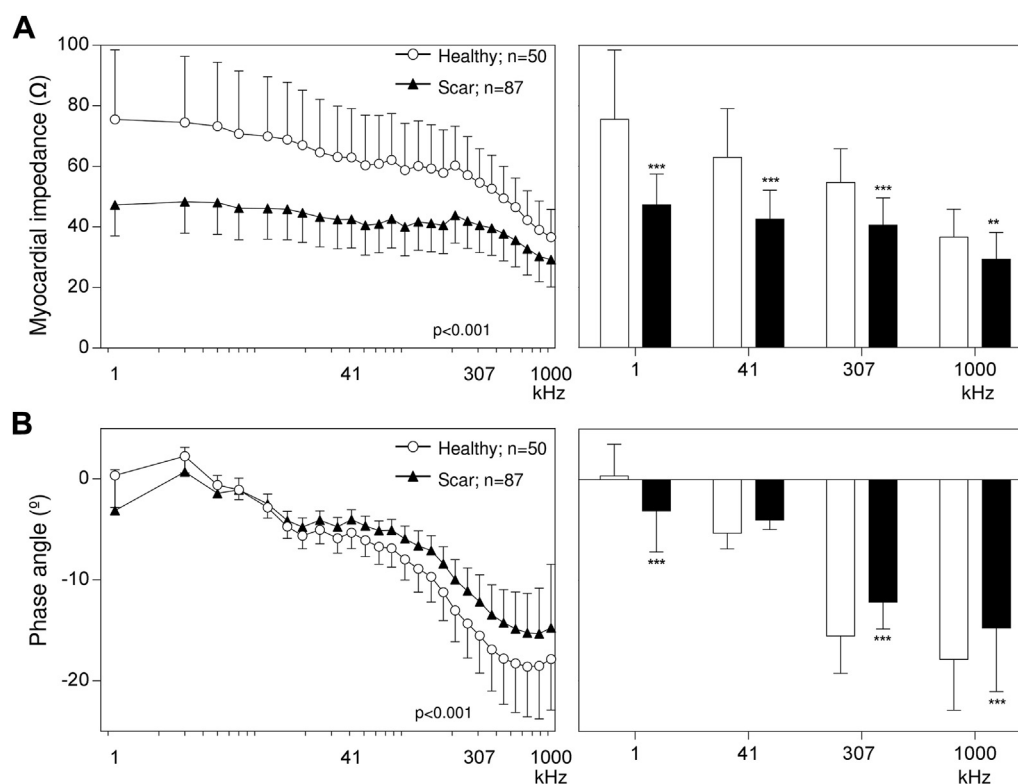 A
Myocardial impedance (Ω)
100
80
60
40
20
0
Healthy; n=50
Scar; n=87
p<0.001
1
41
307
1000
kHz
***
***
***
**
1
41
307
1000
kHz
B
Phase angle (º)
0
-10
-20
Healthy; n=50
Scar; n=87
p<0.001
1
41
307
1000
kHz
***
***
***
1
41
307
1000
kHz